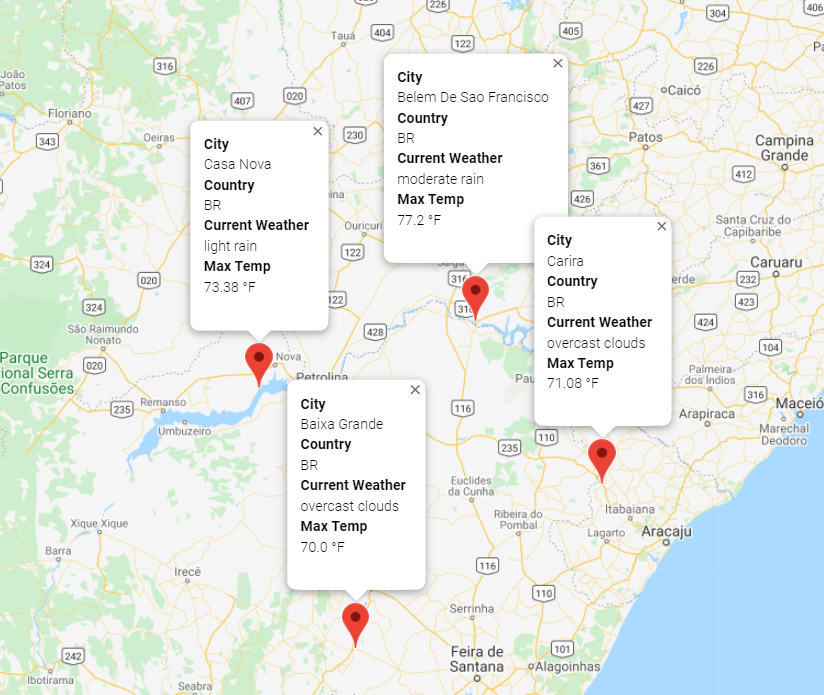 226
405
304
406
Tauá
404
122
316
João
Patos
407
020
Floriano
343
Oeiras
230
Ouricuri
122
226
Caicó
427
Patos
Campina
Grande
361
412
426
Santa Cruz do
Capibaribe
Caruaru
232
423
424
104
City
Belem De Sao Francisco
Country
BR
Current Weather
moderate rain
Max Temp
77.2 °F
City
Casa Nova
Country
BR
Current Weather
light rain
Max Temp
73.38 °F
City
Carira
Country
BR
Current Weather
overcast clouds
Max Temp
71.08 °F
324
020
324
São Raimundo
Nonato
020
Parque
cional Serra
Confusões
235
Remanso
Umbuzeiro
Nova
Petrolina
428
316
Palmeira
dos Índios
316
Arapiraca
Maceió
Marechal
Deodoro
City
Baixa Grande
Country
BR
Current Weather
overcast clouds
Max Temp
70.0 °F
116
235
110
Euclides
da Cunha
Ribeira do
Pombal
Itabaiana
Lagarto
Aracaju
Xique Xique
Barra
Irecê
116
110
Serrinha
Feira de
Santana
101
Alagoinhas
242
Ibotirama
Seabra